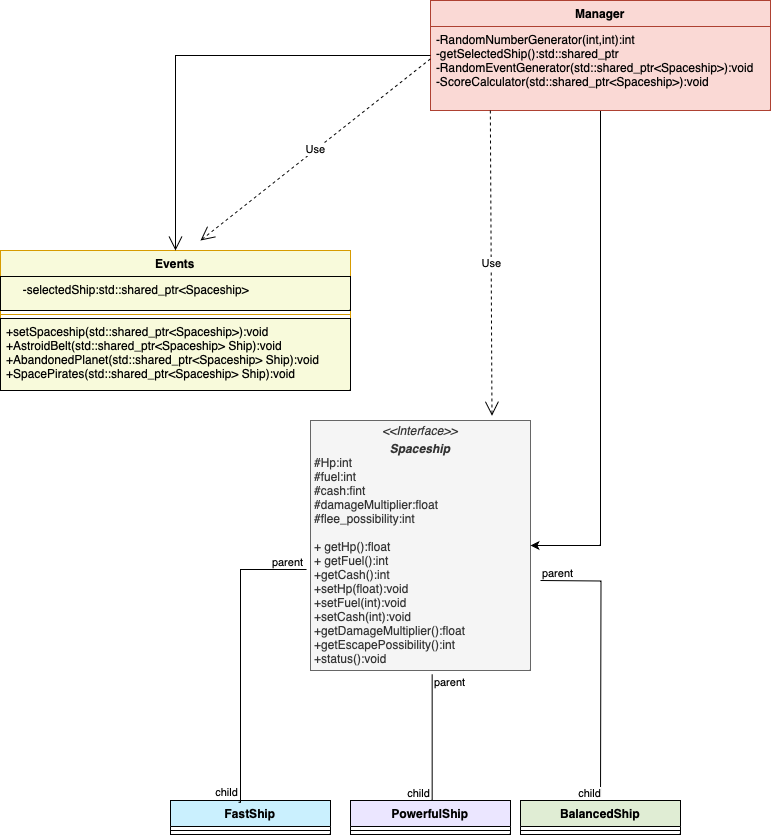 Manager
-RandomNumberGenerator(int,int):int
-getSelectedShip():std::shared_ptr
-RandomEventGenerator(std::shared_ptr<Spaceship>):void
-ScoreCalculator(std::shared_ptr<Spaceship>):void
Use
Use
Events
-selectedShip:std::shared_ptr<Spaceship>
+setSpaceship(std::shared_ptr<Spaceship>):void
+AstroidBelt(std::shared_ptr<Spaceship> Ship):void
+AbandonedPlanet(std::shared_ptr<Spaceship> Ship):void
+SpacePirates(std::shared_ptr<Spaceship> Ship):void
<<Interface>>
Spaceship
#Hp:int
#fuel:int
#cash:fint
#damageMultiplier:float
#flee_possibility:int
+ getHp():float
+ getFuel():int
+getCash():int
+setHp(float):void
+setFuel(int):void
+setCash(int):void
+getDamageMultiplier():float
+getEscapePossibility():int
+status():void
parent
parent
parent
child
child
child
FastShip
PowerfulShip
BalancedShip